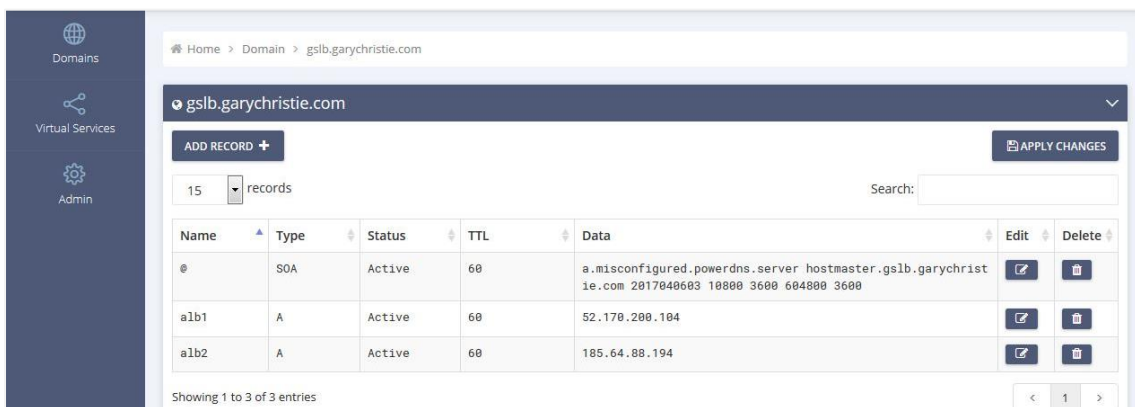 Domains
Virtual Services
Admin
Home > Domain > gslb.garychristie.com
gslb.garychristie.com
ADD RECORD +
APPLY CHANGES
15 records
Search:
Name Type Status TTL Data Edit Delete
@ SOA Active 60 a.misconfigured.powerdns.server hostmaster.gslb.garychrist
ie.com 2017040603 10800 3600 604800 3600
alb1 A Active 60 52.170.200.104
alb2 A Active 60 185.64.88.194
Showing 1 to 3 of 3 entries
< 1 >